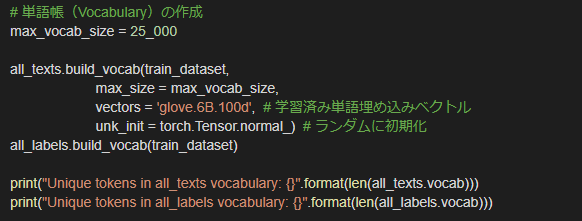 # 単語帳（Vocabulary）の作成
max_vocab_size = 25_000
all_texts.build_vocab(train_dataset,
max_size = max_vocab_size,
vectors = 'glove.6B.100d', # 学習済み単語埋め込みベクトル
unk_init = torch.Tensor.normal_) # ランダムに初期化
all_labels.build_vocab(train_dataset)
print("Unique tokens in all_texts vocabulary: {}".format(len(all_texts.vocab)))
print("Unique tokens in all_labels vocabulary: {}".format(len(all_labels.vocab)))